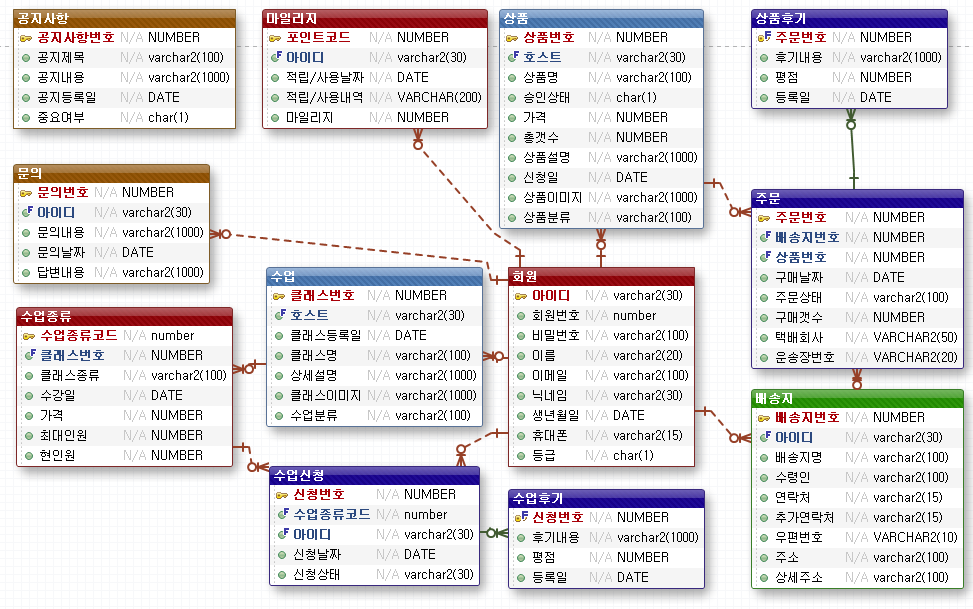 공지사항
공지사항번호 N/A NUMBER
공지제목 N/A varchar2(100)
공지내용 N/A varchar2(1000)
공지등록일 N/A DATE
중요여부 N/A char(1)
마일리지
포인트코드 N/A NUMBER
아이디 N/A varchar2(30)
적립/사용날짜 N/A DATE
적립/사용내역 N/A VARCHAR(200)
마일리지 N/A NUMBER
상품
상품번호 N/A NUMBER
호스트 N/A varchar2(30)
상품명 N/A varchar2(100)
승인상태 N/A char(1)
가격 N/A NUMBER
총갯수 N/A NUMBER
상품설명 N/A varchar2(1000)
신청일 N/A DATE
상품이미지 N/A varchar2(1000)
상품분류 N/A varchar2(100)
상품후기
주문번호 N/A NUMBER
후기내용 N/A varchar2(1000)
평점 N/A NUMBER
등록일 N/A DATE
문의
문의번호 N/A NUMBER
아이디 N/A varchar2(30)
문의내용 N/A varchar2(1000)
문의날짜 N/A DATE
답변내용 N/A varchar2(1000)
주문
주문번호 N/A NUMBER
배송지번호 N/A NUMBER
상품번호 N/A NUMBER
구매날짜 N/A DATE
주문상태 N/A varchar2(100)
구매갯수 N/A NUMBER
택배회사 N/A VARCHAR2(50)
운송장번호 N/A VARCHAR2(20)
수업
클래스번호 N/A NUMBER
호스트 N/A varchar2(30)
클래스등록일 N/A DATE
클래스명 N/A varchar2(100)
상세설명 N/A varchar2(1000)
클래스이미지 N/A varchar2(1000)
수업분류 N/A varchar2(100)
회원
아이디 N/A varchar2(30)
회원번호 N/A number
비밀번호 N/A varchar2(100)
이름 N/A varchar2(20)
이메일 N/A varchar2(100)
닉네임 N/A varchar2(30)
생년월일 N/A DATE
휴대폰 N/A varchar2(15)
등급 N/A char(1)
수업종류
수업종류코드 N/A number
클래스번호 N/A NUMBER
클래스종류 N/A varchar2(100)
수강일 N/A DATE
가격 N/A NUMBER
최대인원 N/A NUMBER
현인원 N/A NUMBER
배송지
배송지번호 N/A NUMBER
아이디 N/A varchar2(30)
배송지명 N/A varchar2(100)
수령인 N/A varchar2(100)
연락처 N/A varchar2(15)
추가연락처 N/A varchar2(15)
우편번호 N/A VARCHAR2(10)
주소 N/A varchar2(100)
상세주소 N/A varchar2(100)
수업신청
신청번호 N/A NUMBER
수업종류코드 N/A number
아이디 N/A varchar2(30)
신청날짜 N/A DATE
신청상태 N/A varchar2(30)
수업후기
신청번호 N/A NUMBER
후기내용 N/A varchar2(1000)
평점 N/A NUMBER
등록일 N/A DATE